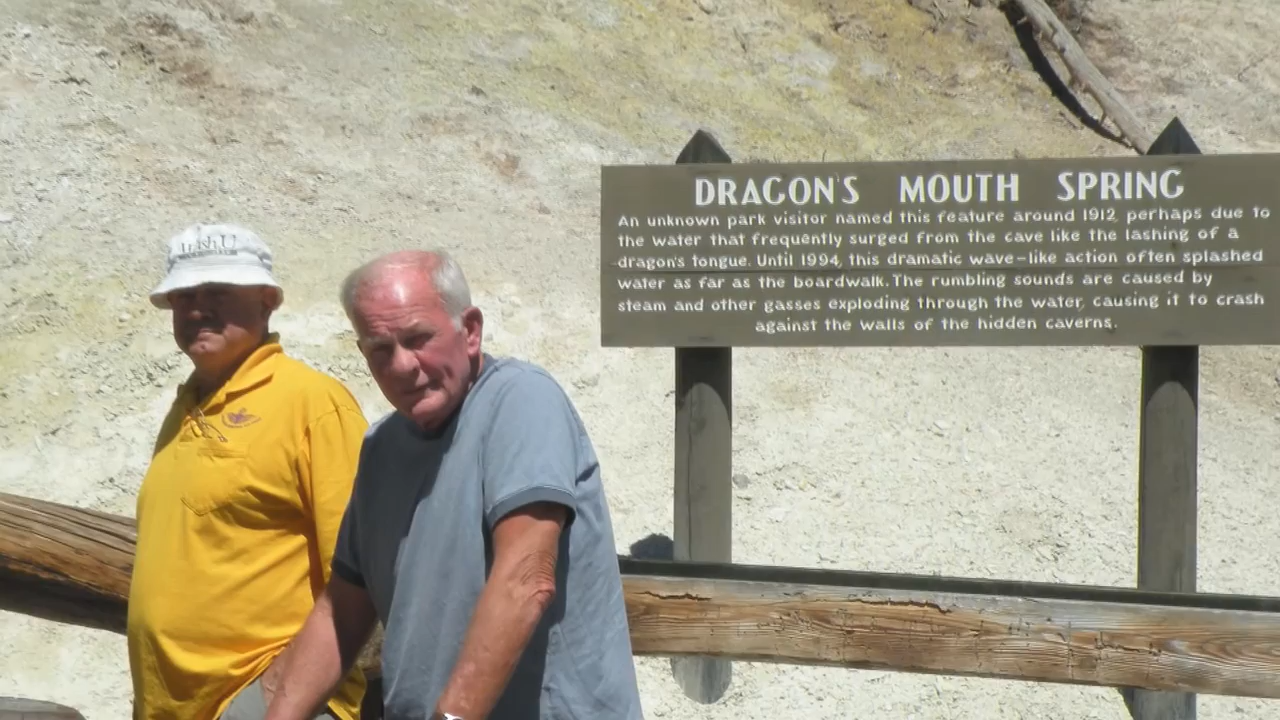 DRAGON'S MOUTH SPRING
An unknown park visitor named this feature around 1912, perhaps due to
the water that frequently surged from the cave like the lashing of a
dragon's tongue. Until 1994, this dramatic wave-like action often splashed
water as far as the boardwalk. The rumbling sounds are caused by
steam and other gasses exploding through the water, causing it to crash
against the walls of the hidden caverns.
Irish U